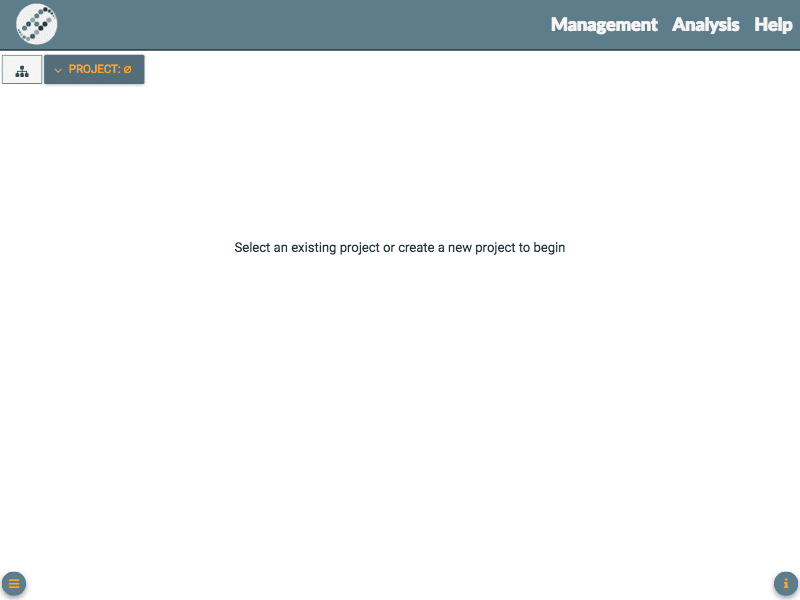 Management Analysis Help
PROJECT: ∅
Select an existing project or create a new project to begin